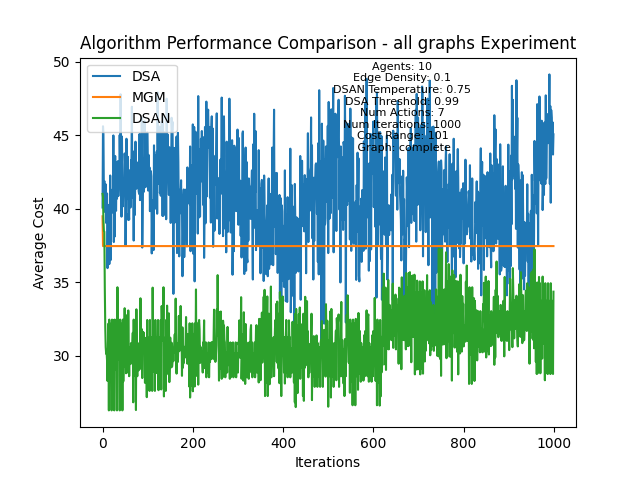 Algorithm Performance Comparison - all graphs Experiment
DSA
MGM
DSAN
Agents: 10
Edge Density: 0.1
DSAN Temperature: 0.75
DSA Threshold: 0.99
Num Actions: 7
Num Iterations: 1000
Cost Range: 101
Graph: complete
50
45
40
35
30
Average Cost
0
200
400
600
800
1000
Iterations